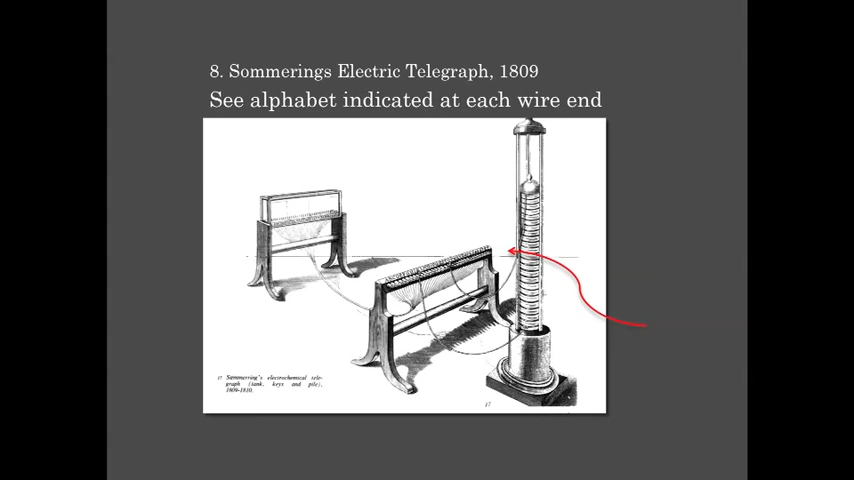 8. Sommerings Electric Telegraph, 1809
See alphabet indicated at each wire end
17 Sœmmerring's electrochemical tele-
graph (tank, keys and pile),
1809-1810.
17